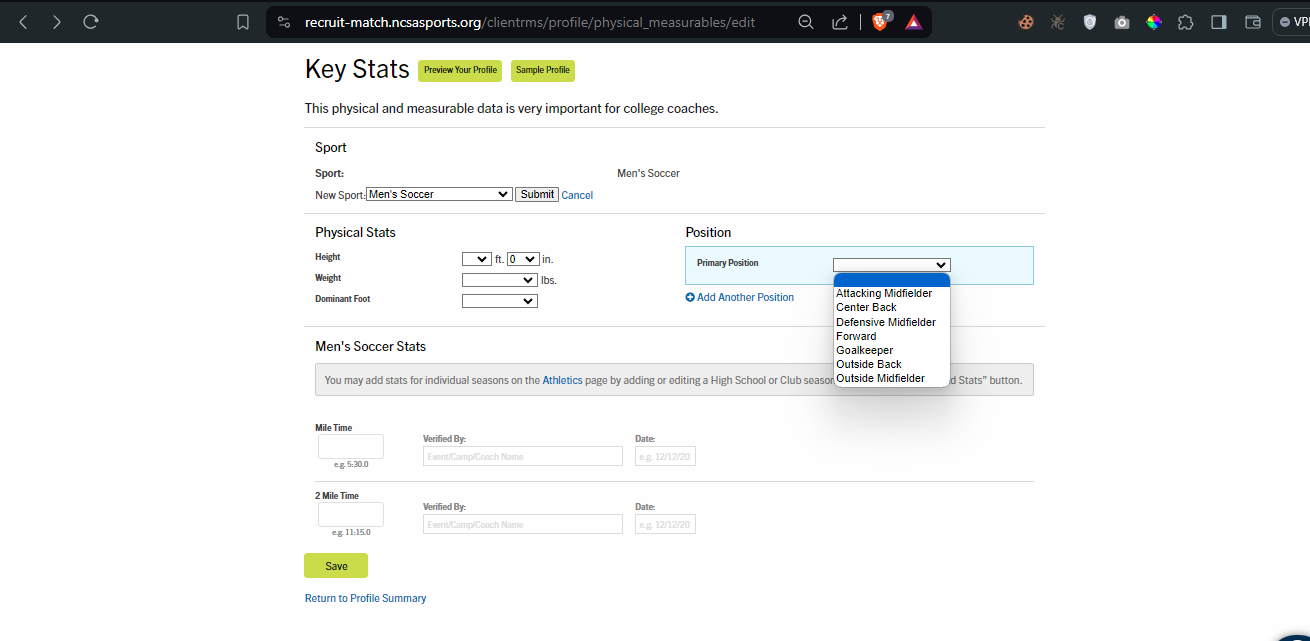 recruit-match.ncsasports.org/clientrms/profile/physical_measurables/edit
7
VP
Key Stats Preview Your Profile Sample Profile
This physical and measurable data is very important for college coaches.
Sport
Sport: Men's Soccer
New Sport: Men's Soccer Submit Cancel
Physical Stats
Height ft. 0 in.
Weight lbs.
Dominant Foot
Position
Primary Position
Attacking Midfielder
Center Back
Defensive Midfielder
Forward
Goalkeeper
Outside Back
Outside Midfielder
Add Another Position
Men's Soccer Stats
You may add stats for individual seasons on the Athletics page by adding or editing a High School or Club season d Stats" button.
Mile Time
e.g. 5:30.0
Verified By:
Event/Camp/Coach Name
Date:
e.g. 12/12/20
2 Mile Time
e.g. 11:15.0
Verified By:
Event/Camp/Coach Name
Date:
e.g. 12/12/20
Save
Return to Profile Summary